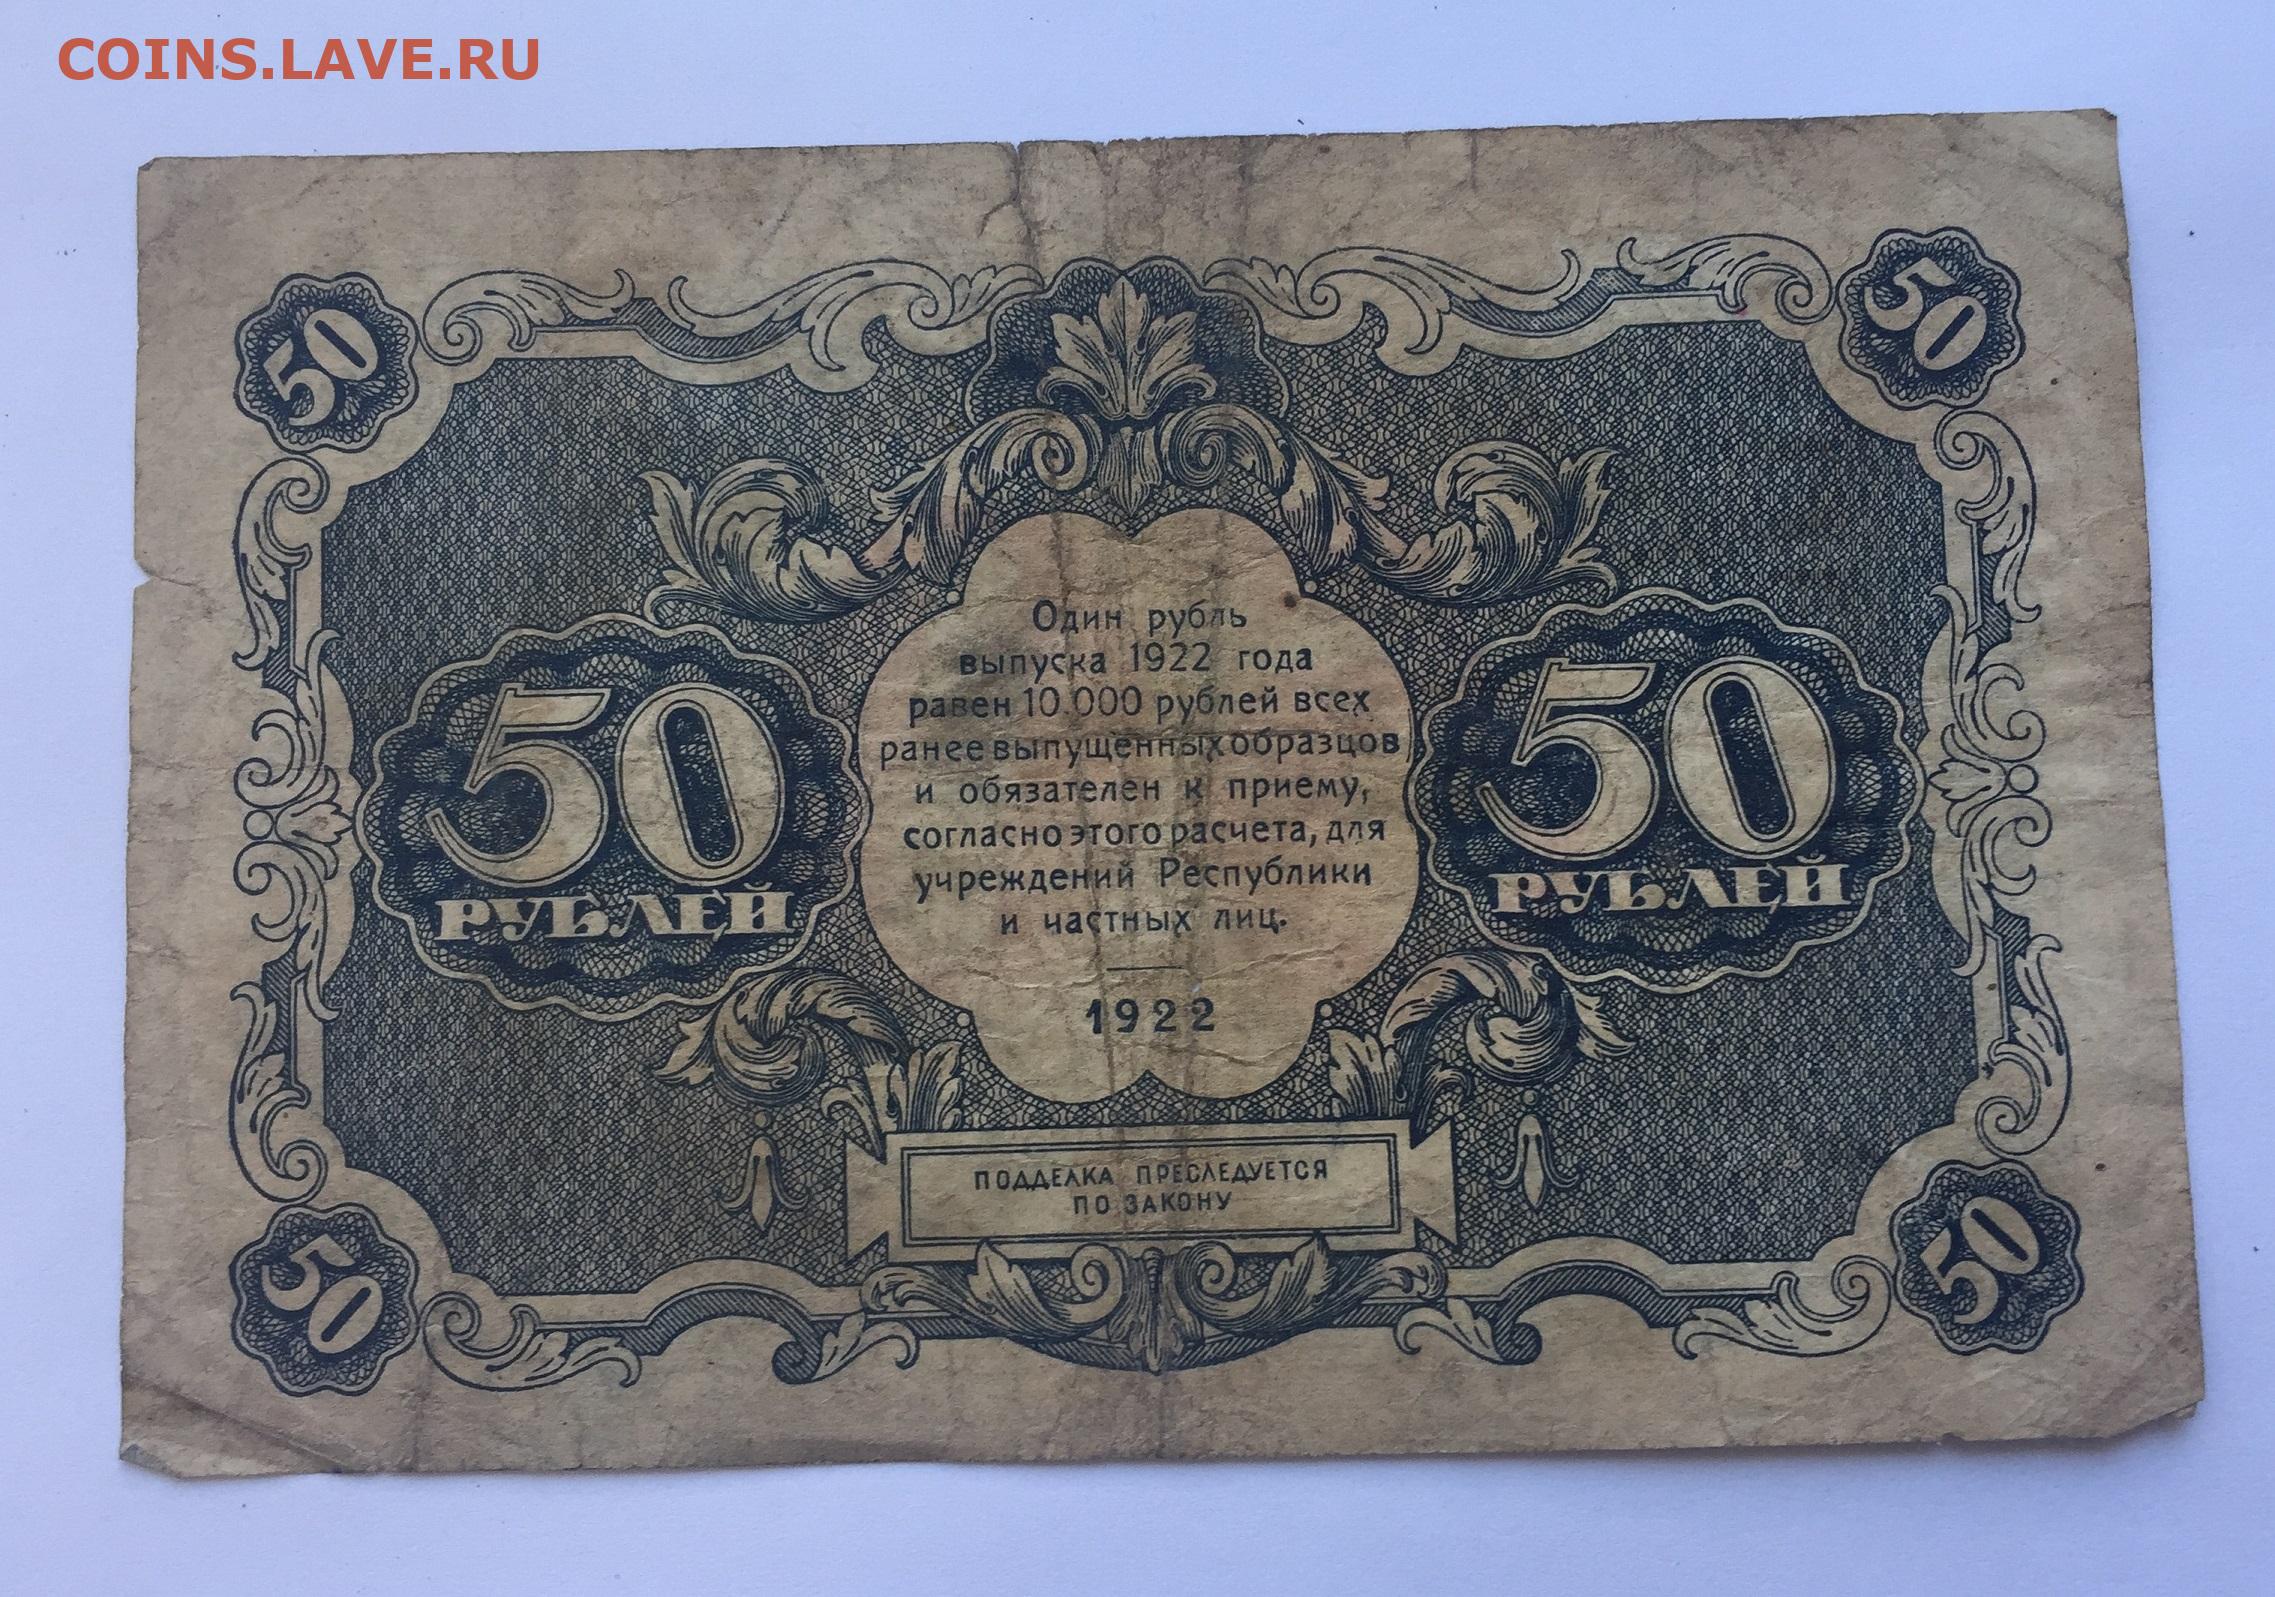 COINS.LAVE.RU
50
50
Один рубль
выпуска 1922 года
равен 10.000 рублей всех
ранее выпущенных образцов
и обязателен к приему,
согласно этого расчета, для
учреждений Республики
и частных лиц.
1922
50
РУБЛЕЙ
50
РУБЛЕЙ
ПОДДЕЛКА ПРЕСЛЕДУЕТСЯ
ПО ЗАКОНУ
50
50